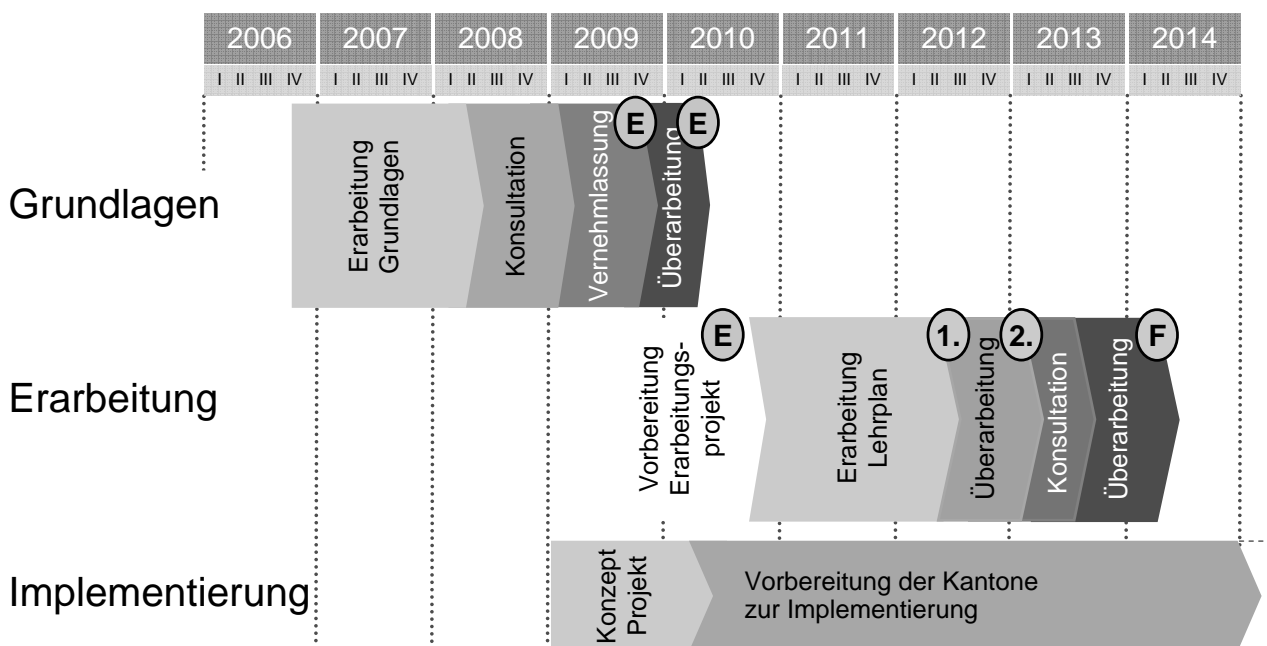 2006 2007 2008 2009 2010 2011 2012 2013 2014
I II III IV I II III IV I II III IV I II III IV I II III IV I II III IV I II III IV I II III IV I II III IV
Grundlagen
Erarbeitung
Grundlagen
Konsultation
Vernehmlassung
E
Überarbeitung
E
Erarbeitung
Vorbereitung
Erarbeitungs-
projekt
E
Erarbeitung
Lehrplan
1.
Überarbeitung
2.
Konsultation
Überarbeitung
F
Implementierung
Konzept
Projekt
Vorbereitung der Kantone
zur Implementierung